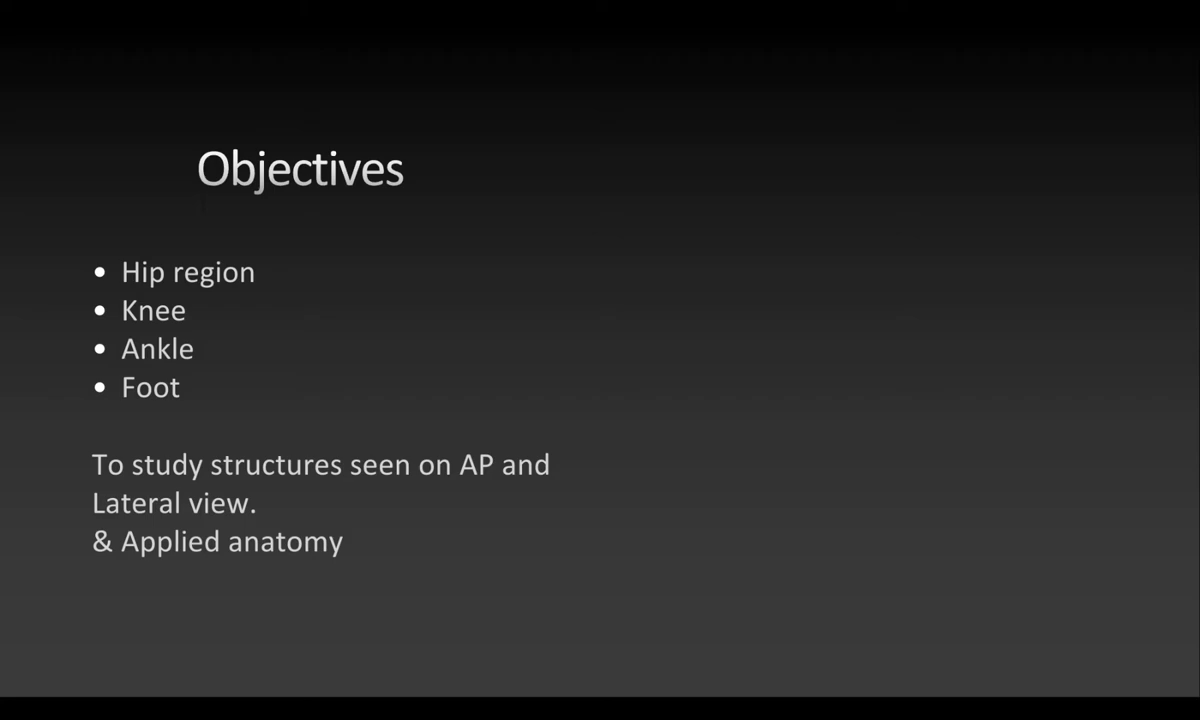 Objectives
• Hip region
• Knee
• Ankle
• Foot
To study structures seen on AP and
Lateral view.
& Applied anatomy